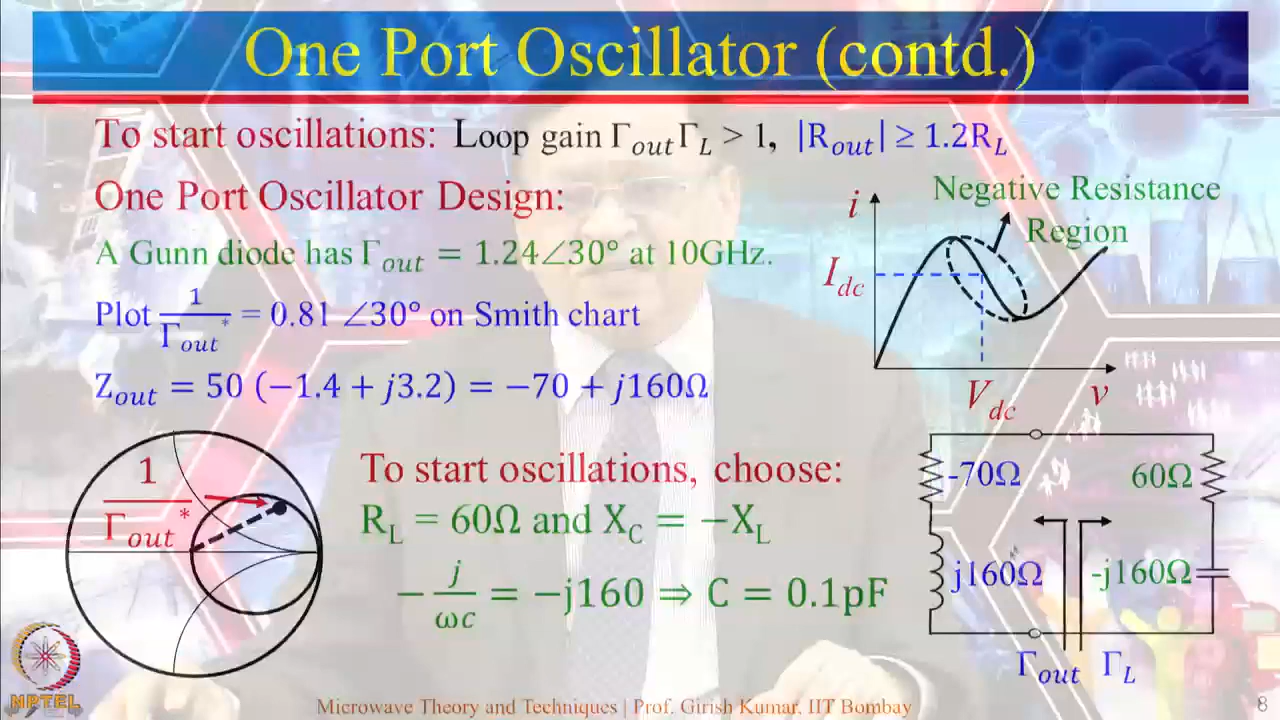 One Port Oscillator (contd.)
To start oscillations: Loop gain Γ_out Γ_L > 1, |R_out| ≥ 1.2R_L
One Port Oscillator Design:
A Gunn diode has Γ_out = 1.24∠30° at 10GHz.
Plot 1/Γ_out* = 0.81 ∠30° on Smith chart
Z_out = 50 (−1.4 + j3.2) = −70 + j160Ω
i
Negative Resistance
Region
I_dc
V_dc
v
1/Γ_out*
To start oscillations, choose:
R_L = 60Ω and X_C = −X_L
−j/ωc = −j160 ⇒ C = 0.1pF
-70Ω
60Ω
j160Ω
-j160Ω
Γ_out Γ_L
NPTEL
Microwave Theory and Techniques | Prof. Girish Kumar, IIT Bombay
8